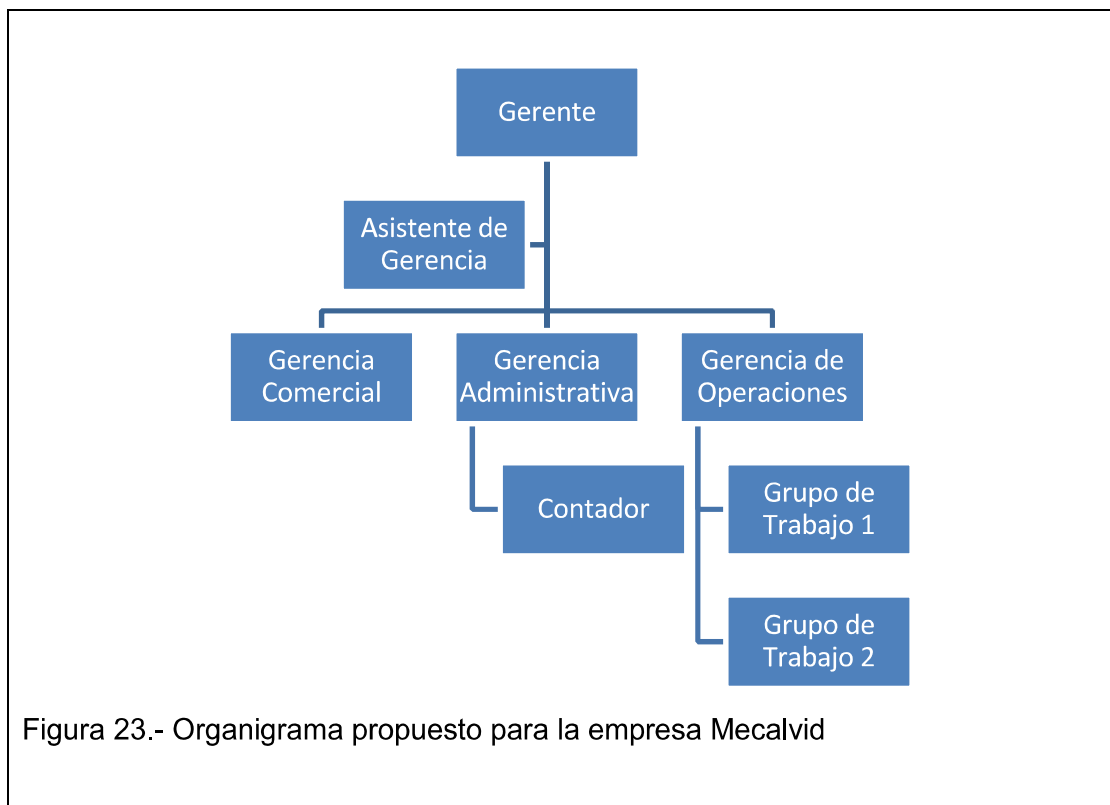 Gerente
Asistente de
Gerencia
Gerencia
Comercial
Gerencia
Administrativa
Gerencia de
Operaciones
Contador
Grupo de
Trabajo 1
Grupo de
Trabajo 2
Figura 23.- Organigrama propuesto para la empresa Mecalvid